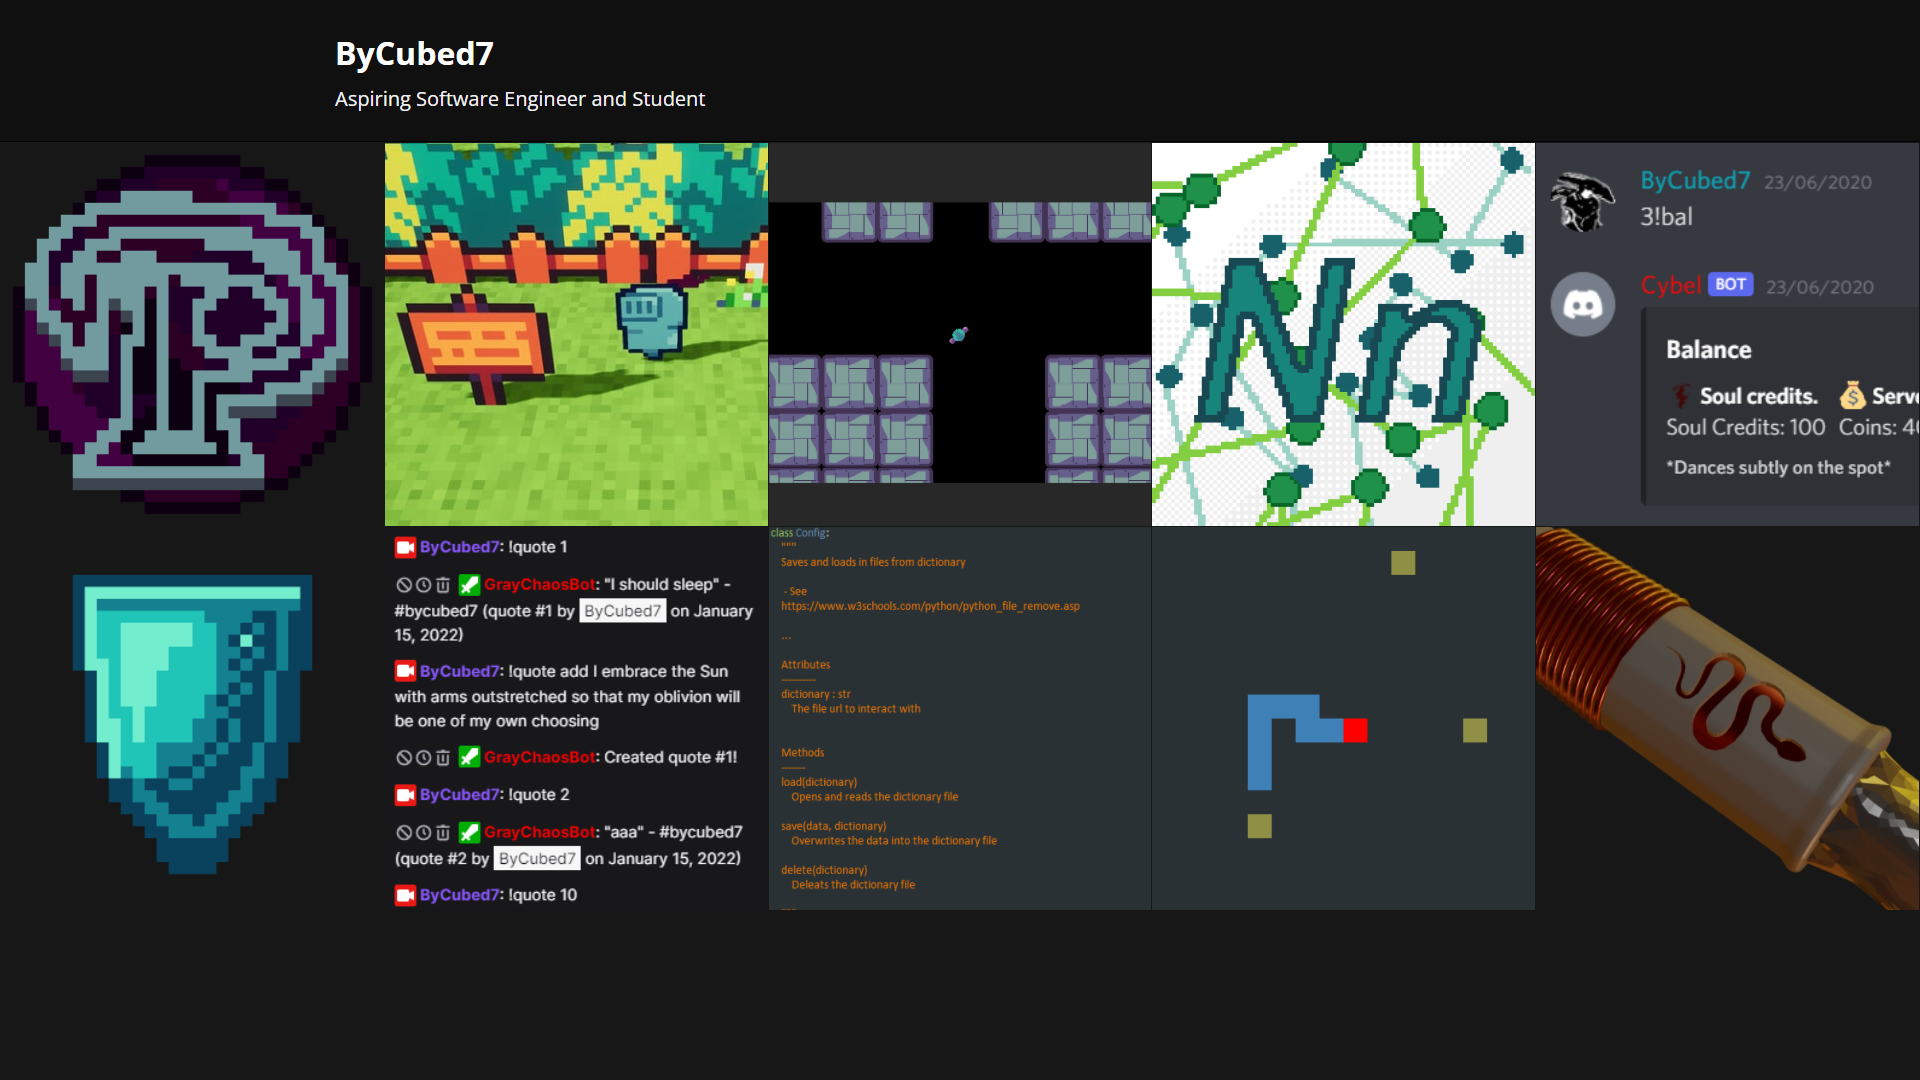 ByCubed7
Aspiring Software Engineer and Student
Nn
ByCubed7 23/06/2020
3!bal
Cybel BOT 23/06/2020
Balance
Soul credits. Serve
Soul Credits: 100 Coins: 40
*Dances subtly on the spot*
ByCubed7: !quote 1
GrayChaosBot: "I should sleep" -
#bycubed7 (quote #1 by ByCubed7 on January
15, 2022)
ByCubed7: !quote add I embrace the Sun
with arms outstretched so that my oblivion will
be one of my own choosing
GrayChaosBot: Created quote #1!
ByCubed7: !quote 2
GrayChaosBot: "aaa" - #bycubed7
(quote #2 by ByCubed7 on January 15, 2022)
ByCubed7: !quote 10
class Config:
"""
Saves and loads in files from dictionary
- See
https://www.w3schools.com/python/python_file_remove.asp
...
Attributes
----------
dictionary : str
The file url to interact with
Methods
-------
load(dictionary)
Opens and reads the dictionary file
save(data, dictionary)
Overwrites the data into the dictionary file
delete(dictionary)
Deleats the dictionary file